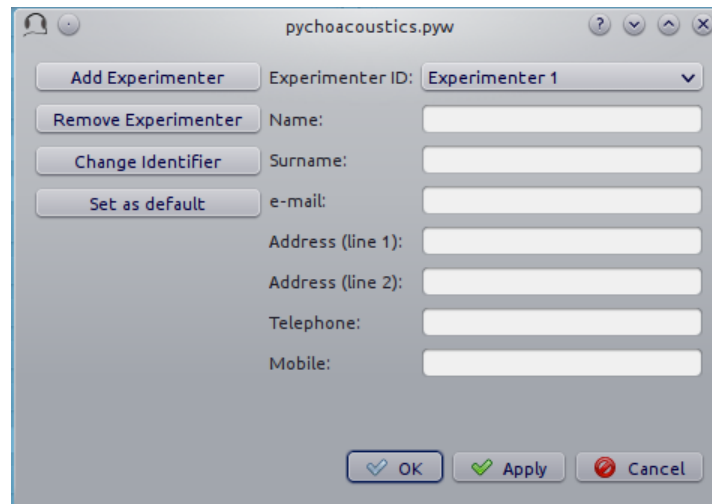 pychoacoustics.pyw
Add Experimenter
Experimenter ID: Experimenter 1
Remove Experimenter
Name:
Change Identifier
Surname:
Set as default
e-mail:
Address (line 1):
Address (line 2):
Telephone:
Mobile:
OK
Apply
Cancel